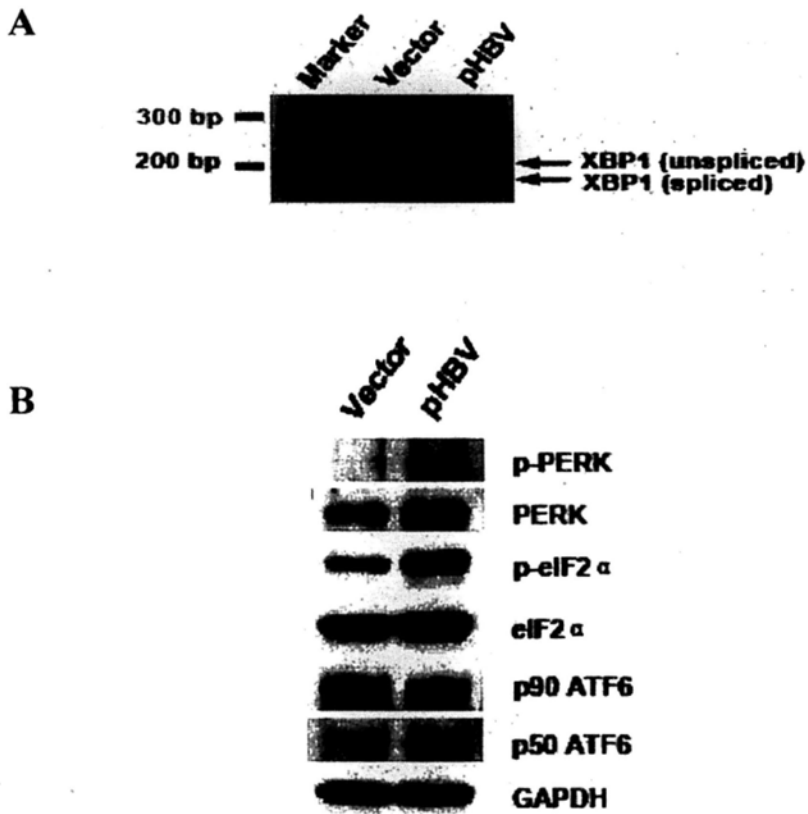 A
Marker Vector pHBV
300 bp
200 bp
XBP1 (unspliced)
XBP1 (spliced)
B
Vector pHBV
p-PERK
PERK
p-eIF2 α
eIF2 α
p90 ATF6
p50 ATF6
GAPDH